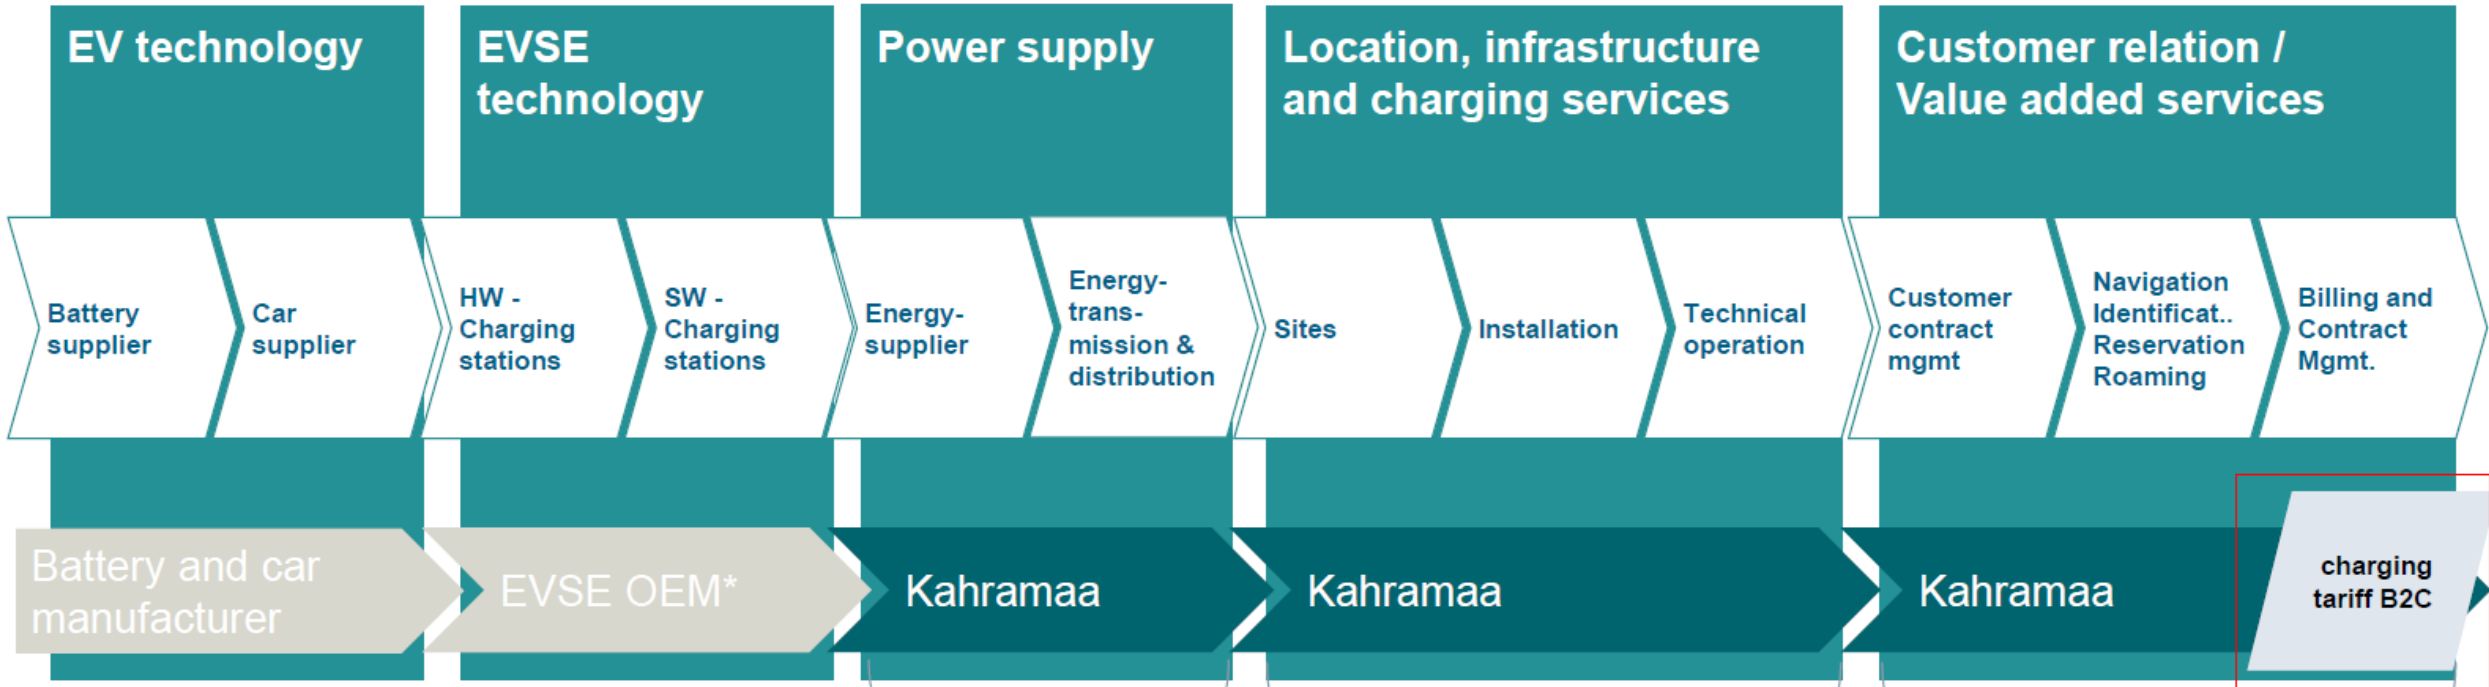 EV technology
EVSE
technology
Power supply
Location, infrastructure
and charging services
Customer relation /
Value added services
Battery
supplier
Car
supplier
HW -
Charging
stations
SW -
Charging
stations
Energy-
supplier
Energy-
trans-
mission &
distribution
Sites
Installation
Technical
operation
Customer
contract
mgmt
Navigation
Identificat..
Reservation
Roaming
Billing and
Contract
Mgmt.
Battery and car
manufacturer
EVSE OEM*
Kahramaa
Kahramaa
Kahramaa
charging
tariff B2C